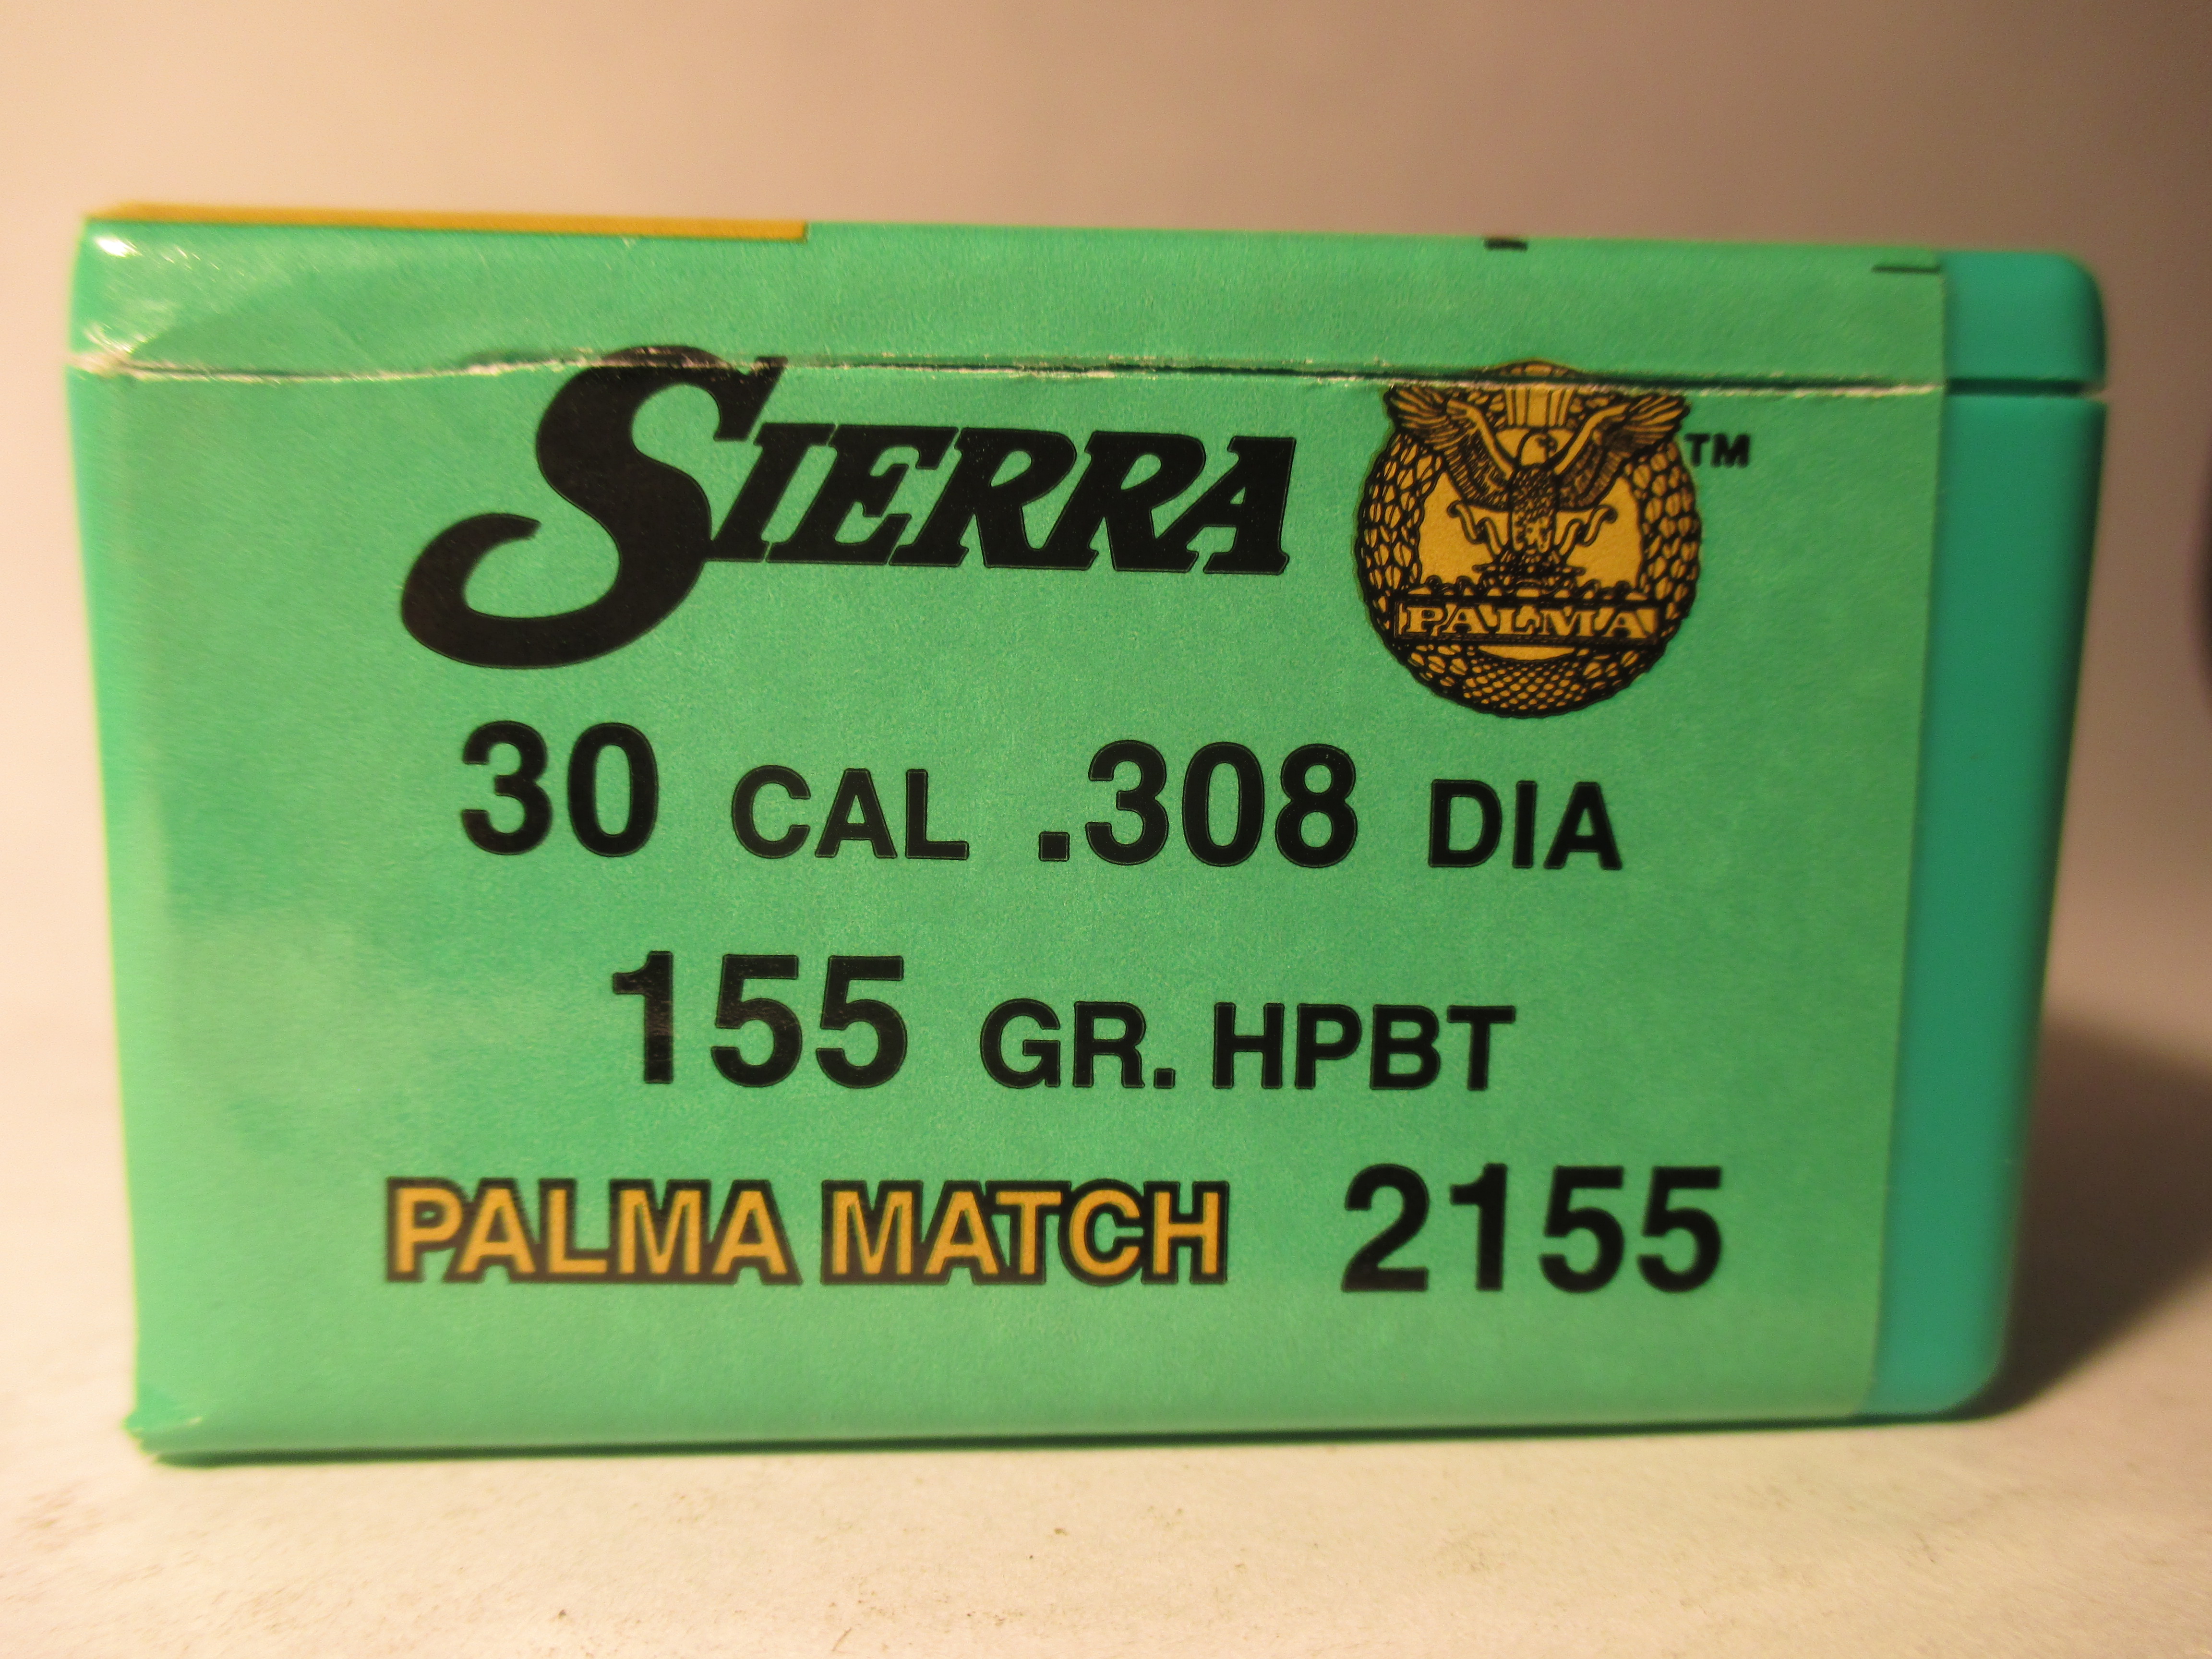 SIERRA
PALMA
TM
30 CAL .308 DIA
155 GR. HPBT
PALMA MATCH 2155